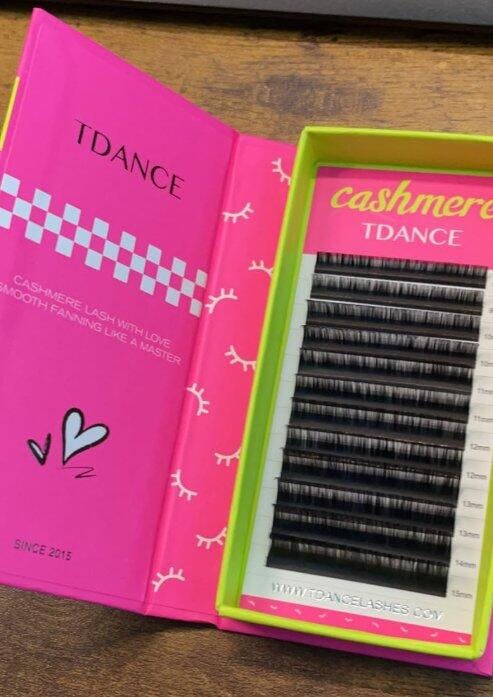 TDANCE
CASHMERE LASH WITH LOVE
SMOOTH FANNING LIKE A MASTER
SINCE 2015
cashmere
TDANCE
10mm
11mm
11mm
12mm
12mm
13mm
13mm
14mm
15mm
WWW.TDANCELASHES.COM